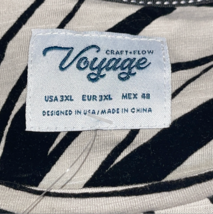 CRAFT+FLOW
Voyage
USA 3XL EUR 3XL MEX 48
DESIGNED IN USA/MADE IN CHINA